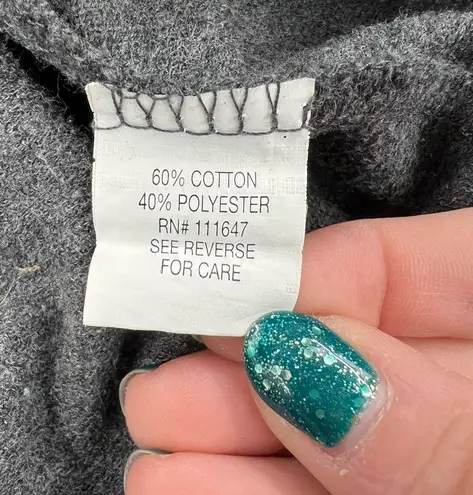 60% COTTON
40% POLYESTER
RN# 111647
SEE REVERSE
FOR CARE